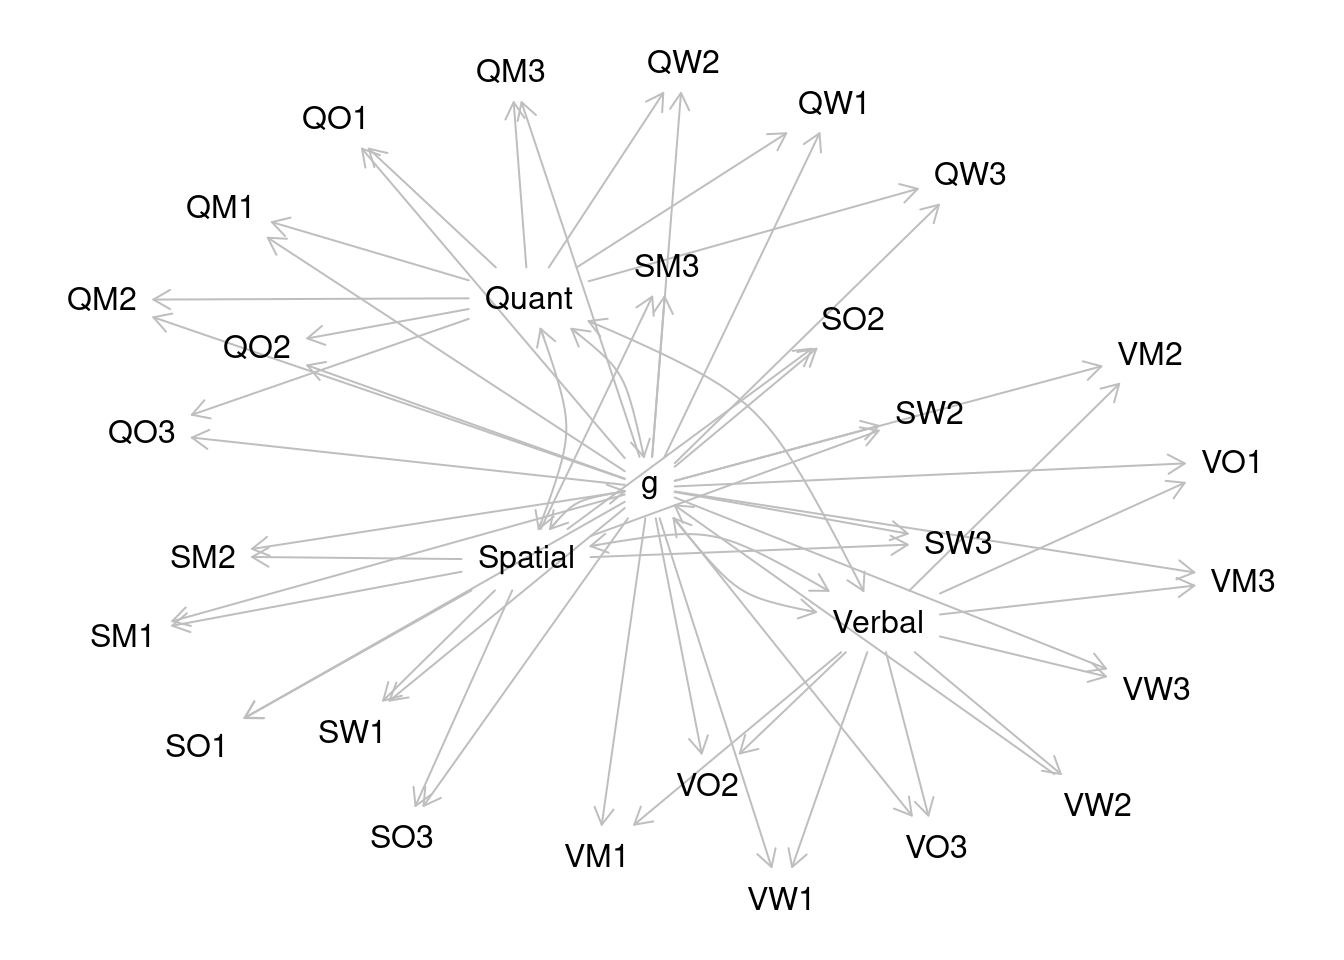 QW2
QM3
QW1
QO1
QW3
QM1
SM3
Quant
QM2
SO2
QO2
VM2
SW2
QO3
VO1
g
SW3
SM2
Spatial
VM3
Verbal
SM1
VW3
SW1
SO1
VO2
VW2
SO3
VO3
VM1
VW1